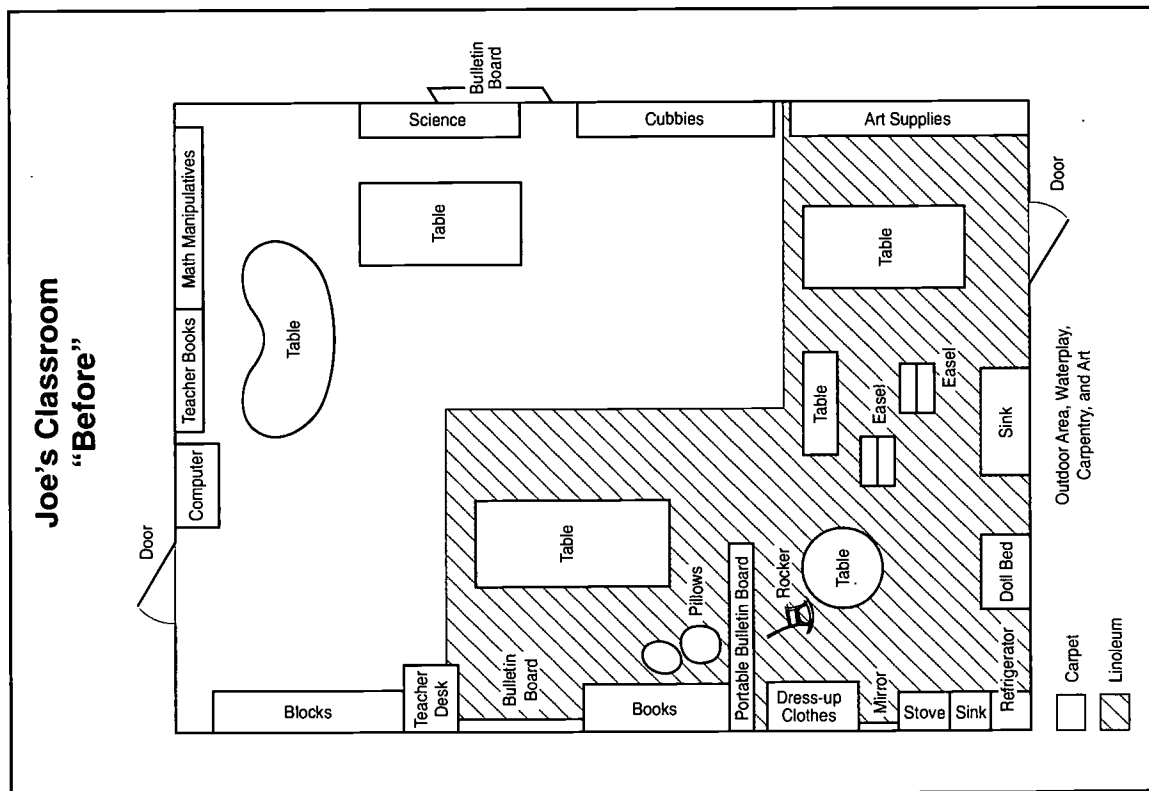 Joe's Classroom
"Before"
Door
Computer
Teacher Books
Math Manipulatives
Table
Bulletin
Board
Science
Cubbies
Art Supplies
Table
Blocks
Teacher
Desk
Bulletin
Board
Books
Portable Bulletin Board
Dress-up
Clothes
Mirror
Stove
Sink
Refrigerator
Table
Pillows
Rocker
Table
Doll Bed
Table
Easel
Easel
Sink
Table
Door
Outdoor Area, Waterplay,
Carpentry, and Art
Carpet
Linoleum